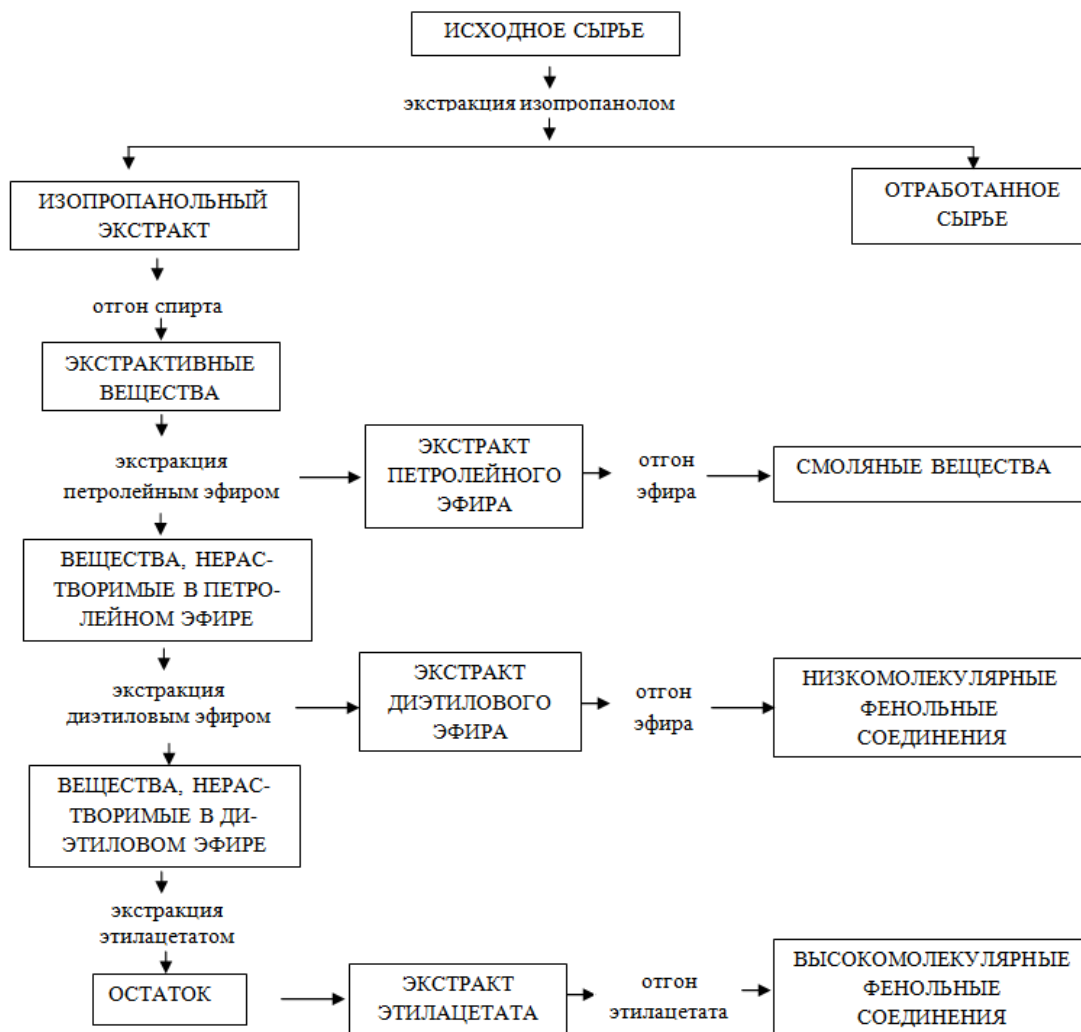 ИСХОДНОЕ СЫРЬЕ
экстракция изопропанолом
ИЗОПРОПАНОЛЬНЫЙ
ЭКСТРАКТ
ОТРАБОТАННОЕ
СЫРЬЕ
отгон спирта
ЭКСТРАКТИВНЫЕ
ВЕЩЕСТВА
экстракция
петролейным эфиром
ЭКСТРАКТ
ПЕТРОЛЕЙНОГО
ЭФИРА
отгон
эфира
СМОЛЯНЫЕ ВЕЩЕСТВА
ВЕЩЕСТВА, НЕРАС-
ТВОРИМЫЕ В ПЕТРО-
ЛЕЙНОМ ЭФИРЕ
экстракция
диэтиловым эфиром
ЭКСТРАКТ
ДИЭТИЛОВОГО
ЭФИРА
отгон
эфира
НИЗКОМОЛЕКУЛЯРНЫЕ
ФЕНОЛЬНЫЕ
СОЕДИНЕНИЯ
ВЕЩЕСТВА, НЕРАС-
ТВОРИМЫЕ В ДИ-
ЭТИЛОВОМ ЭФИРЕ
экстракция
этилацетатом
ОСТАТОК
ЭКСТРАКТ
ЭТИЛАЦЕТАТА
отгон
этилацетата
ВЫСОКОМОЛЕКУЛЯРНЫЕ
ФЕНОЛЬНЫЕ
СОЕДИНЕНИЯ